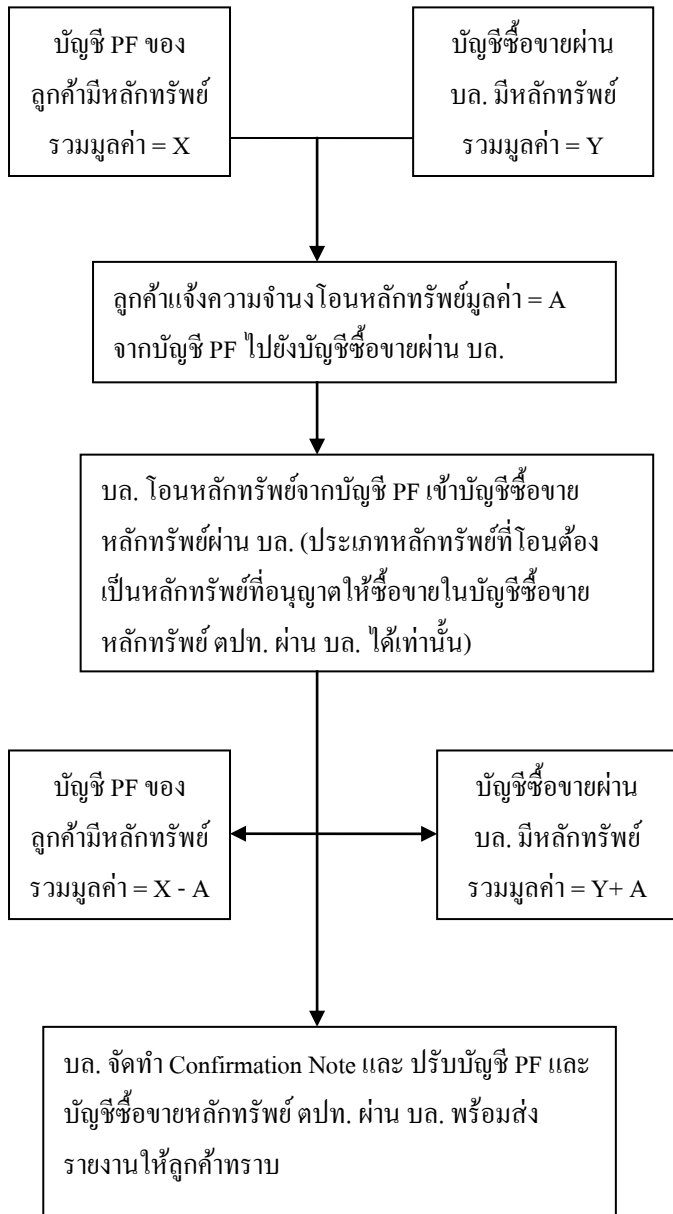 บัญชี PF ของ
ลูกค้ามีหลักทรัพย์
รวมมูลค่า = X
บัญชีซื้อขายผ่าน
บล. มีหลักทรัพย์
รวมมูลค่า = Y
ลูกค้าแจ้งความจำนงโอนหลักทรัพย์มูลค่า = A
จากบัญชี PF ไปยังบัญชีซื้อขายผ่าน บล.
บล. โอนหลักทรัพย์จากบัญชี PF เข้าบัญชีซื้อขาย
หลักทรัพย์ผ่าน บล. (ประเภทหลักทรัพย์ที่โอนต้อง
เป็นหลักทรัพย์ที่อนุญาตให้ซื้อขายในบัญชีซื้อขาย
หลักทรัพย์ ตปท. ผ่าน บล. ได้เท่านั้น)
บัญชี PF ของ
ลูกค้ามีหลักทรัพย์
รวมมูลค่า = X - A
บัญชีซื้อขายผ่าน
บล. มีหลักทรัพย์
รวมมูลค่า = Y+ A
บล. จัดทำ Confirmation Note และ ปรับบัญชี PF และ
บัญชีซื้อขายหลักทรัพย์ ตปท. ผ่าน บล. พร้อมส่ง
รายงานให้ลูกค้าทราบ